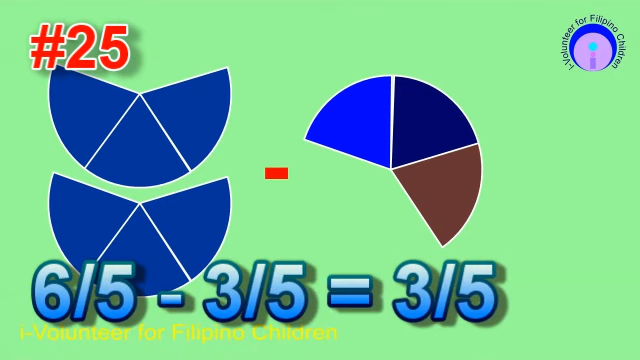 #25
i-Volunteer for Filipino Children
6/5 - 3/5 = 3/5
i-Volunteer for Filipino Children